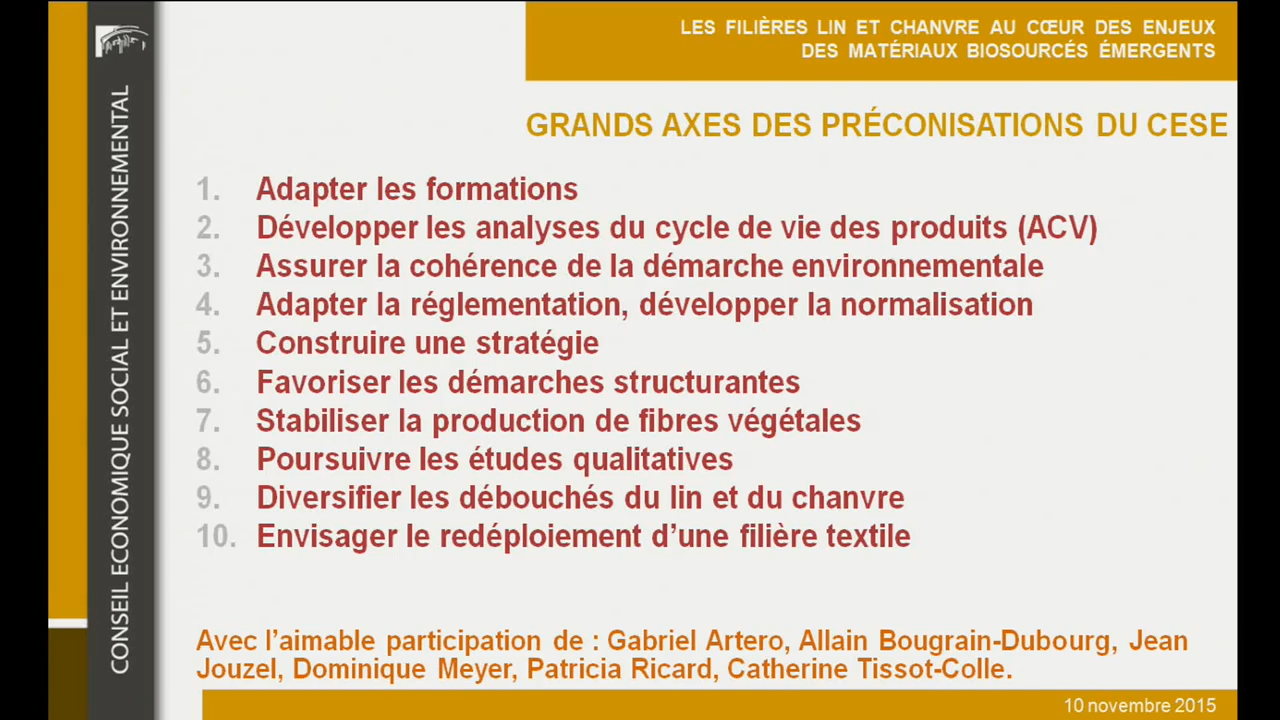 LES FILIÈRES LIN ET CHANVRE AU CŒUR DES ENJEUX
DES MATÉRIAUX BIOSOURCÉS ÉMERGENTS
CONSEIL ECONOMIQUE SOCIAL ET ENVIRONNEMENTAL
GRANDS AXES DES PRÉCONISATIONS DU CESE
1. Adapter les formations
2. Développer les analyses du cycle de vie des produits (ACV)
3. Assurer la cohérence de la démarche environnementale
4. Adapter la réglementation, développer la normalisation
5. Construire une stratégie
6. Favoriser les démarches structurantes
7. Stabiliser la production de fibres végétales
8. Poursuivre les études qualitatives
9. Diversifier les débouchés du lin et du chanvre
10. Envisager le redéploiement d’une filière textile
Avec l’aimable participation de : Gabriel Artero, Allain Bougrain-Dubourg, Jean
Jouzel, Dominique Meyer, Patricia Ricard, Catherine Tissot-Colle.
10 novembre 2015